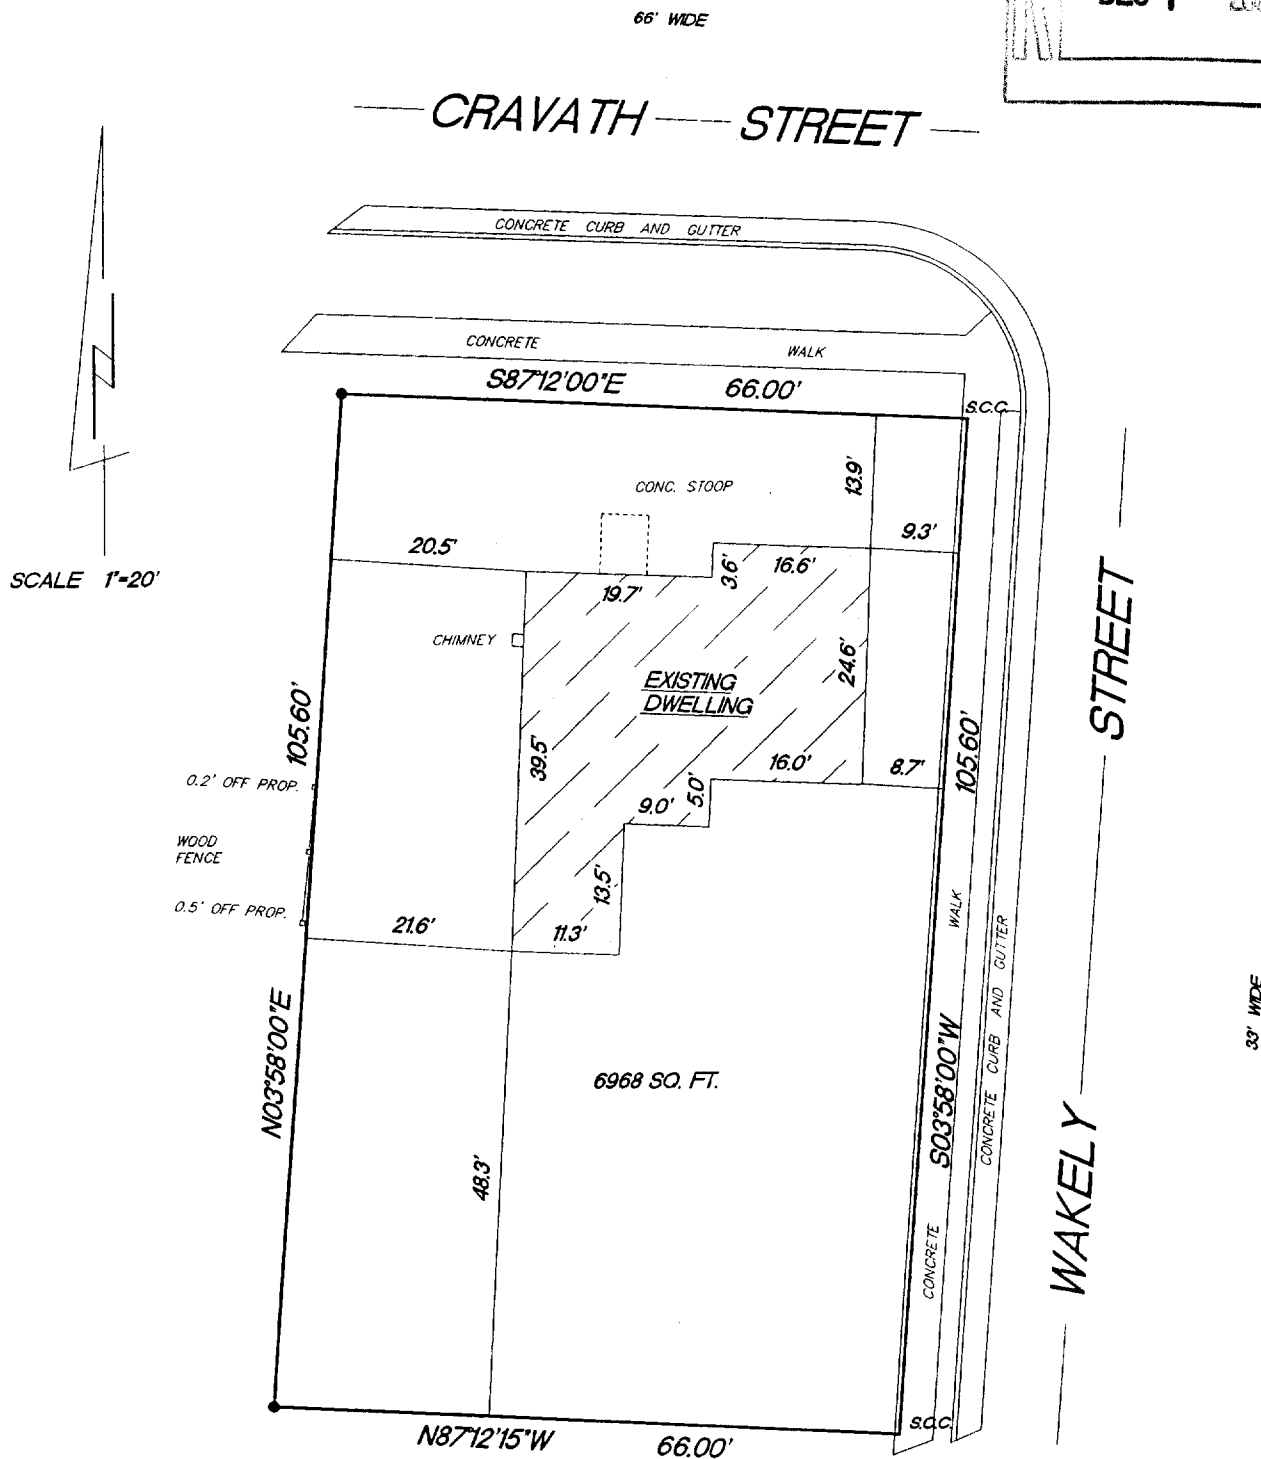 66' WIDE
CRAVATH STREET
CONCRETE CURB AND GUTTER
CONCRETE WALK
S87°12'00"E 66.00'
S.C.C.
13.9'
CONC. STOOP
9.3'
20.5'
3.6'
16.6'
SCALE 1"=20'
19.7'
CHIMNEY
24.6'
EXISTING
DWELLING
STREET
105.60'
39.5'
16.0'
8.7'
105.60'
0.2' OFF PROP.
9.0'
5.0'
WOOD
FENCE
13.5'
0.5' OFF PROP.
21.6'
11.3'
WALK
CONCRETE CURB AND GUTTER
33' WIDE
N03°58'00"E
S03°58'00"W
6968 SQ. FT.
48.3'
WAKELY
CONCRETE
S.C.C.
N87°12'15"W 66.00'